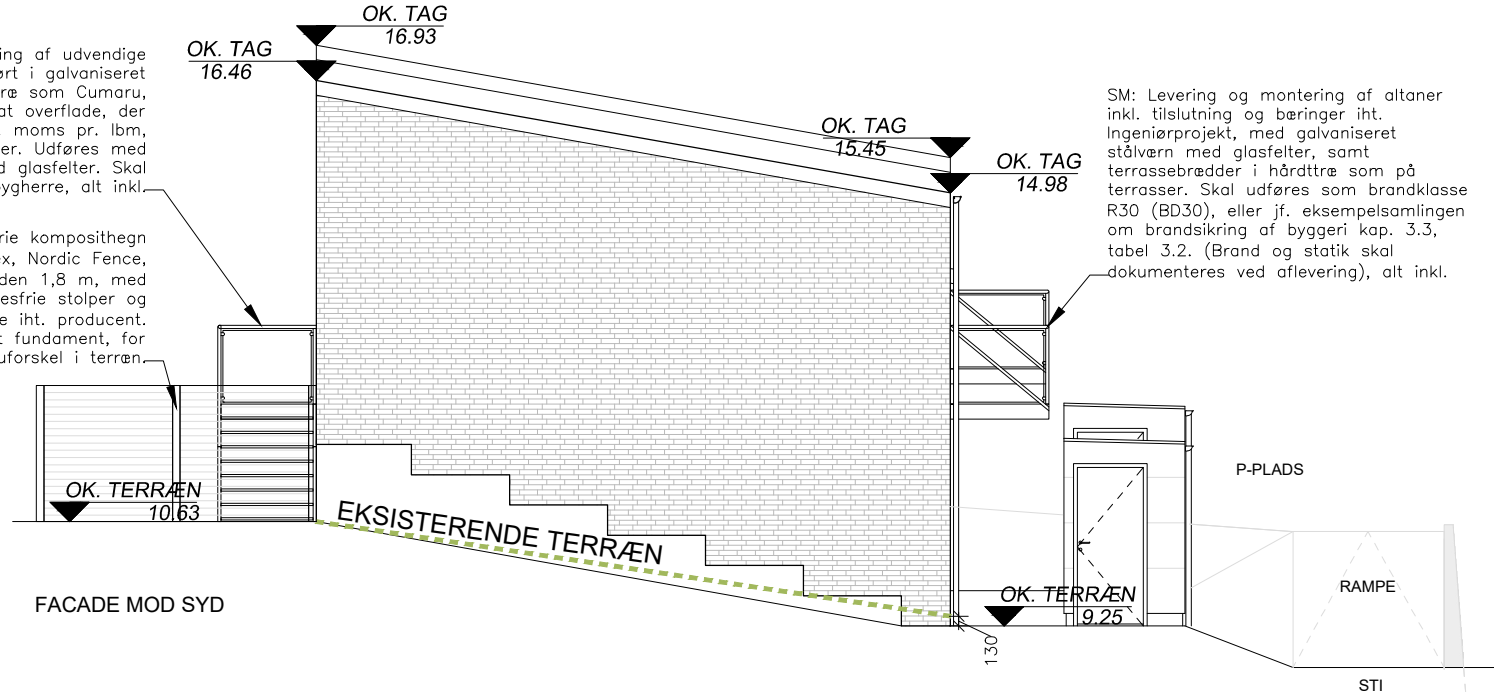 OK. TAG
16.93
OK. TAG
16.46
OK. TAG
15.45
OK. TAG
14.98
ing af udvendige
ørt i galvaniseret
ræ som Cumaru,
at overflade, der
moms pr. lbm,
er. Udføres med
d glasfelter. Skal
bygherre, alt inkl.
rie komposithegn
ex, Nordic Fence,
den 1,8 m, med
esfrie stolper og
e iht. producent.
t fundament, for
uforskel i terræn.
SM: Levering og montering af altaner
inkl. tilslutning og bæringer iht.
Ingeniørprojekt, med galvaniseret
stålværn med glasfelter, samt
terrassebrædder i hårdttræ som på
terrasser. Skal udføres som brandklasse
R30 (BD30), eller jf. eksempelsamlingen
om brandsikring af byggeri kap. 3.3,
tabel 3.2. (Brand og statik skal
dokumenteres ved aflevering), alt inkl.
P-PLADS
OK. TERRÆN
10.63
EKSISTERENDE TERRÆN
RAMPE
OK. TERRÆN
9.25
FACADE MOD SYD
130
STI